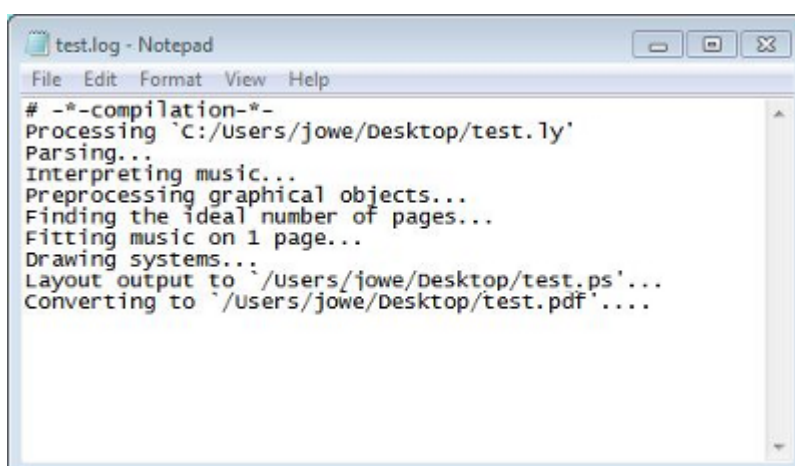 test.log - Notepad
File Edit Format View Help
# -*-compilation-*-
Processing `C:/Users/jowe/Desktop/test.ly'
Parsing...
Interpreting music...
Preprocessing graphical objects...
Finding the ideal number of pages...
Fitting music on 1 page...
Drawing systems...
Layout output to `/Users/jowe/Desktop/test.ps'...
Converting to `/Users/jowe/Desktop/test.pdf'....